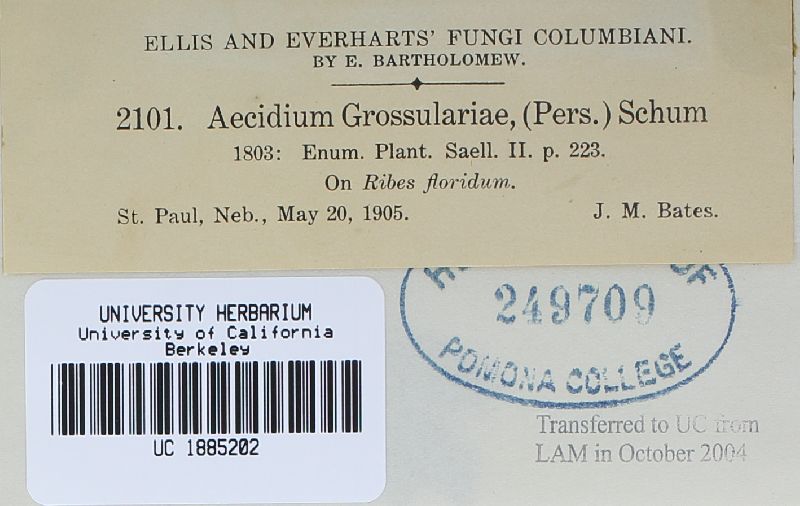 ELLIS AND EVERHARTS' FUNGI COLUMBIANI.
BY E. BARTHOLOMEW.
2101. Aecidium Grossulariae, (Pers.) Schum
1803: Enum. Plant. Saell. II. p. 223.
On Ribes floridum.
St. Paul, Neb., May 20, 1905. J. M. Bates.
OF
249709
POMONA COLLEGE
UNIVERSITY HERBARIUM
University of California
Berkeley
UC 1885202
Transferred to UC from
LAM in October 2004